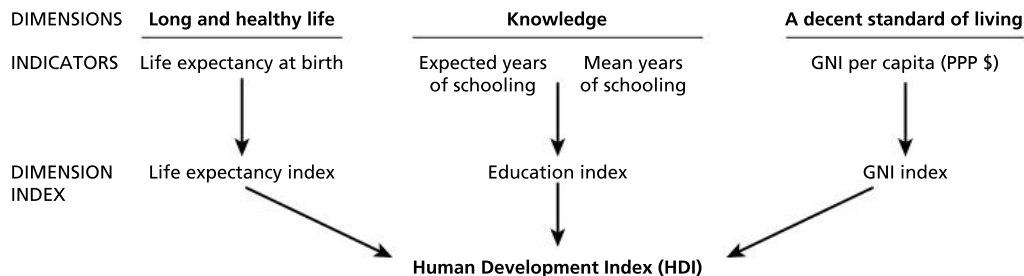 DIMENSIONS Long and healthy life Knowledge A decent standard of living
INDICATORS Life expectancy at birth Expected years of schooling Mean years of schooling GNI per capita (PPP $)
DIMENSION INDEX Life expectancy index Education index GNI index
Human Development Index (HDI)